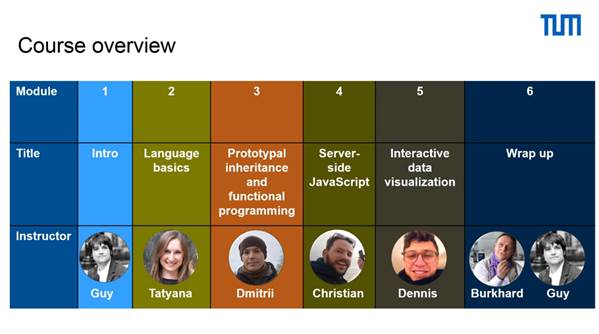 TUM
Course overview
Module 1 2 3 4 5 6
Title Intro Language Prototypal Server- Interactive Wrap up
basics inheritance side data
and JavaScript visualization
functional
programming
Instructor
Guy Tatyana Dmitrii Christian Dennis Burkhard Guy